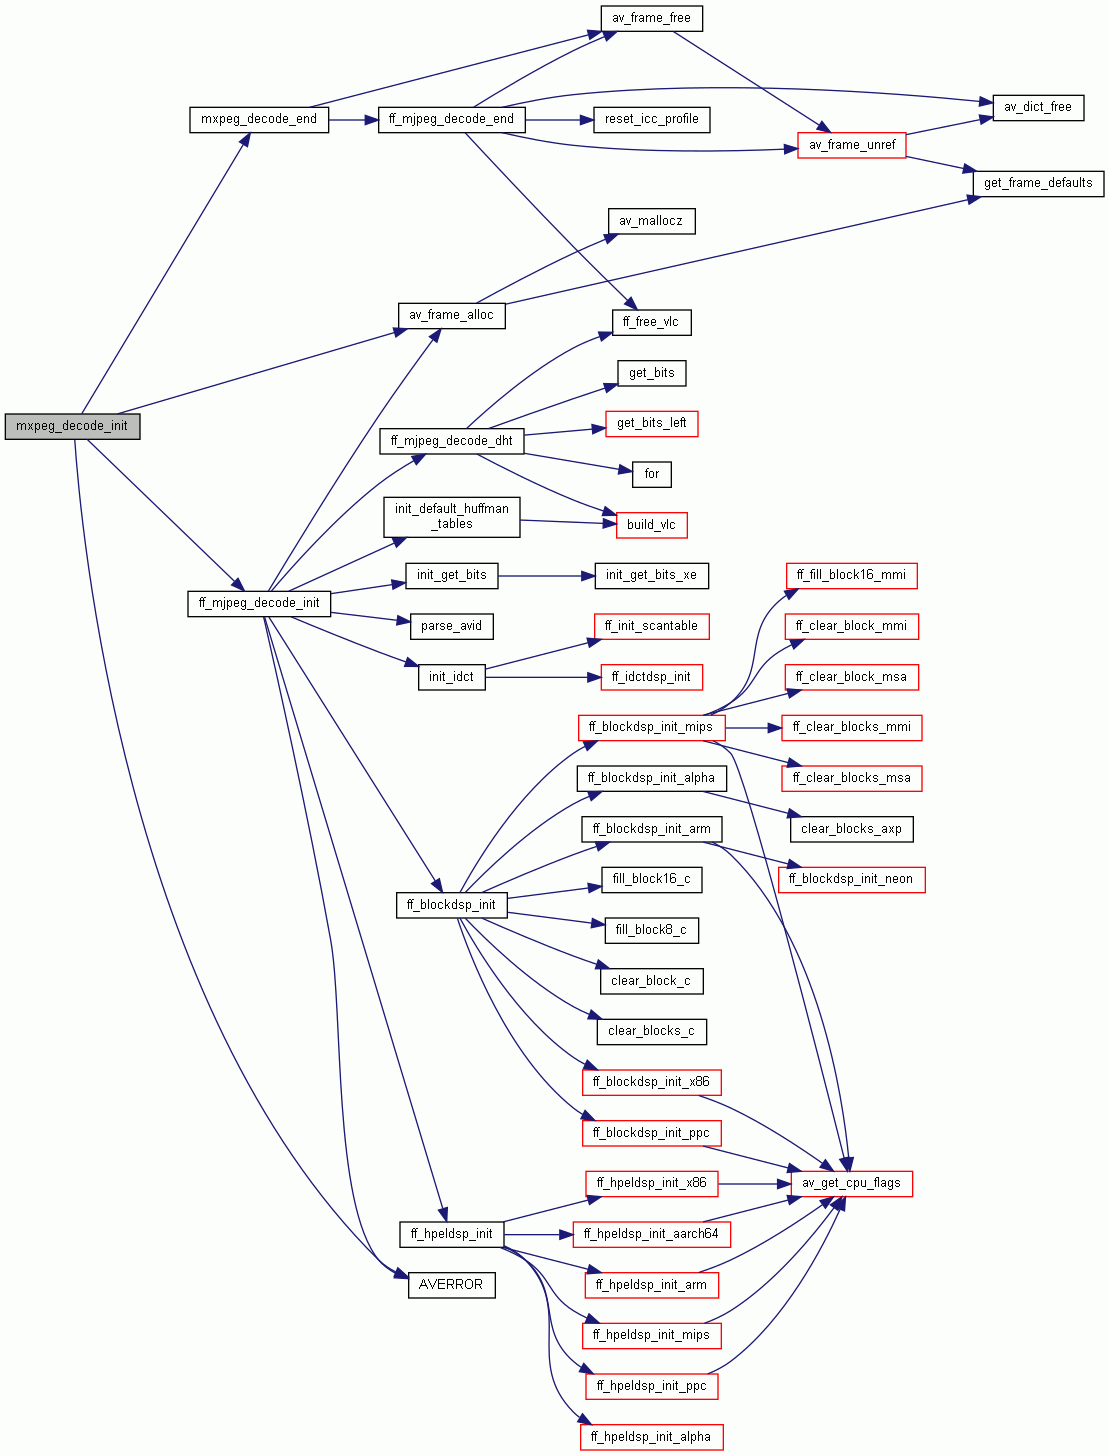 av_frame_free
mxpeg_decode_end
ff_mjpeg_decode_end
reset_icc_profile
av_dict_free
av_frame_unref
get_frame_defaults
av_mallocz
av_frame_alloc
ff_free_vlc
get_bits
mxpeg_decode_init
ff_mjpeg_decode_dht
get_bits_left
for
init_default_huffman
_tables
build_vlc
init_get_bits
init_get_bits_xe
ff_fill_block16_mmi
ff_mjpeg_decode_init
parse_avid
ff_init_scantable
ff_clear_block_mmi
init_idct
ff_idctdsp_init
ff_clear_block_msa
ff_blockdsp_init_mips
ff_clear_blocks_mmi
ff_blockdsp_init_alpha
ff_clear_blocks_msa
ff_blockdsp_init_arm
clear_blocks_axp
fill_block16_c
ff_blockdsp_init_neon
ff_blockdsp_init
fill_block8_c
clear_block_c
clear_blocks_c
ff_blockdsp_init_x86
ff_blockdsp_init_ppc
ff_hpeldsp_init_x86
av_get_cpu_flags
ff_hpeldsp_init
ff_hpeldsp_init_aarch64
AVERROR
ff_hpeldsp_init_arm
ff_hpeldsp_init_mips
ff_hpeldsp_init_ppc
ff_hpeldsp_init_alpha